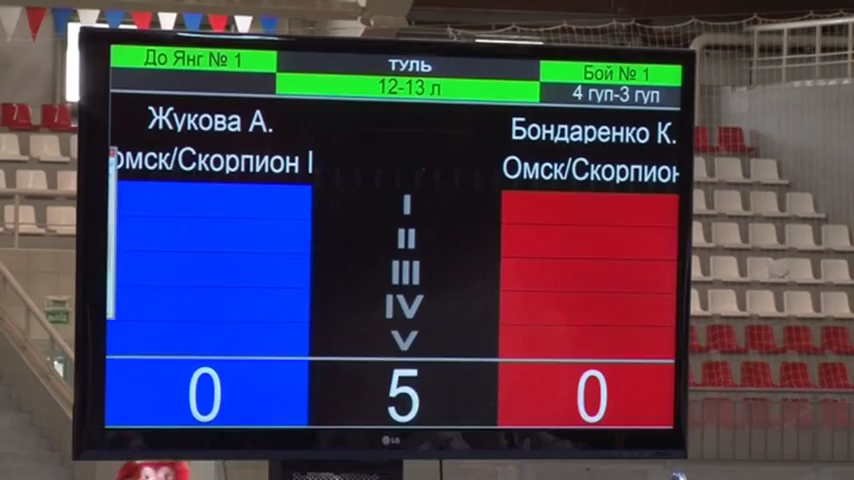 До Янг № 1
ТУЛЬ
Бой № 1
12-13 л
4 гуп-3 гуп
Жукова А.
Бондаренко К.
омск/Скорпион
Омск/Скорпион
I
II
III
IV
V
0
5
0
LG